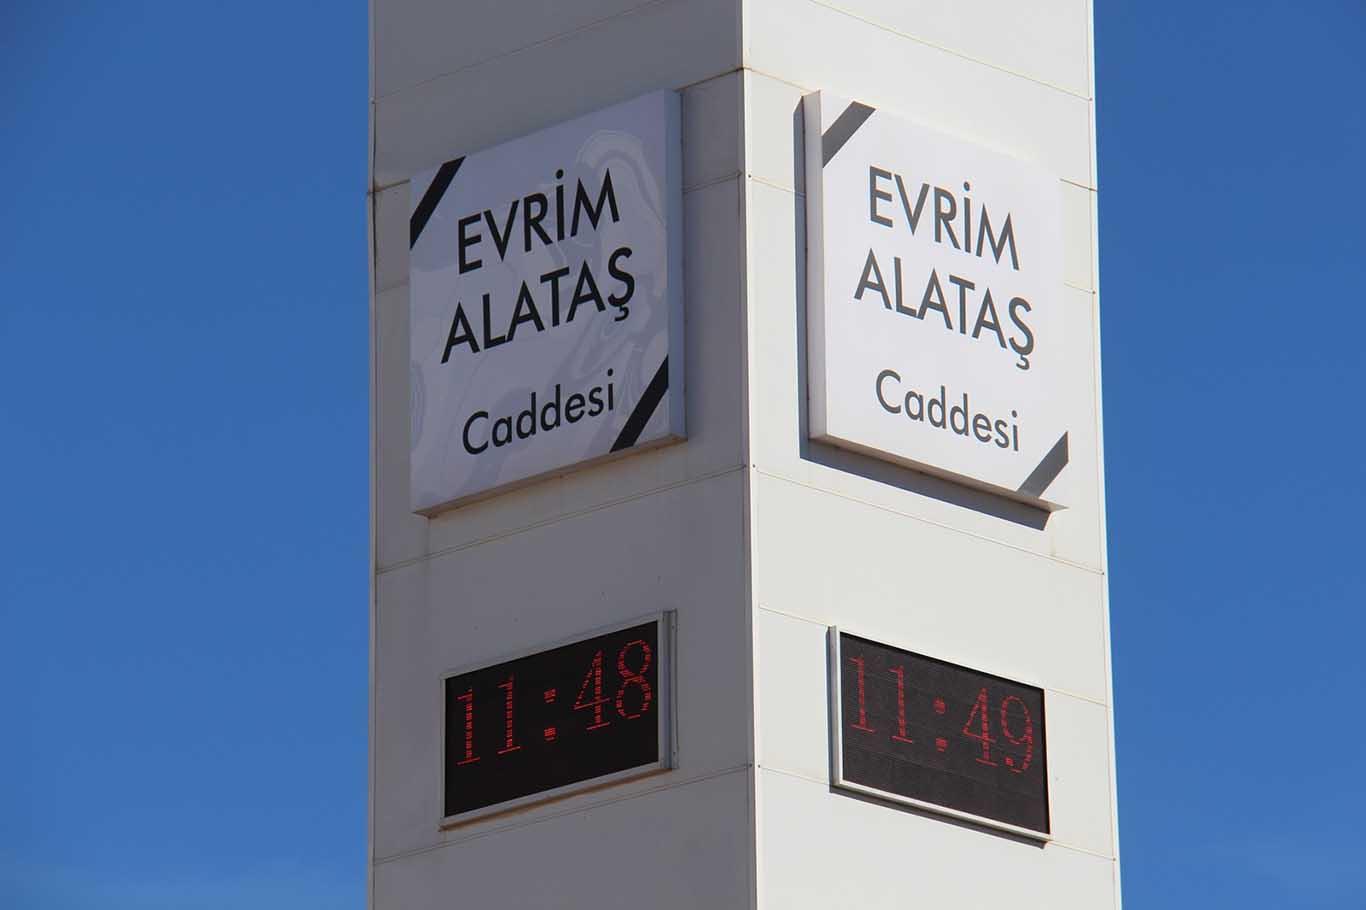 EVRİM
ALATAŞ
Caddesi
11:48
EVRİM
ALATAŞ
Caddesi
11:49